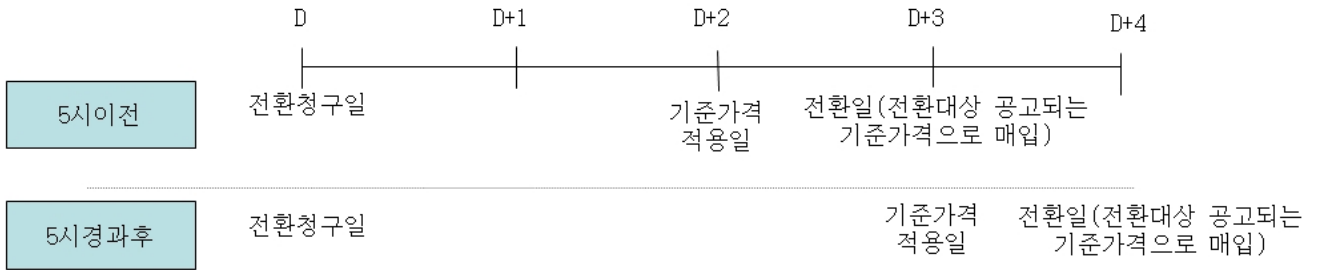 D D+1 D+2 D+3 D+4
5시이전
전환청구일
기준가격
적용일
전환일(전환대상 공고되는
기준가격으로 매입)
5시경과후
전환청구일
기준가격
적용일
전환일(전환대상 공고되는
기준가격으로 매입)